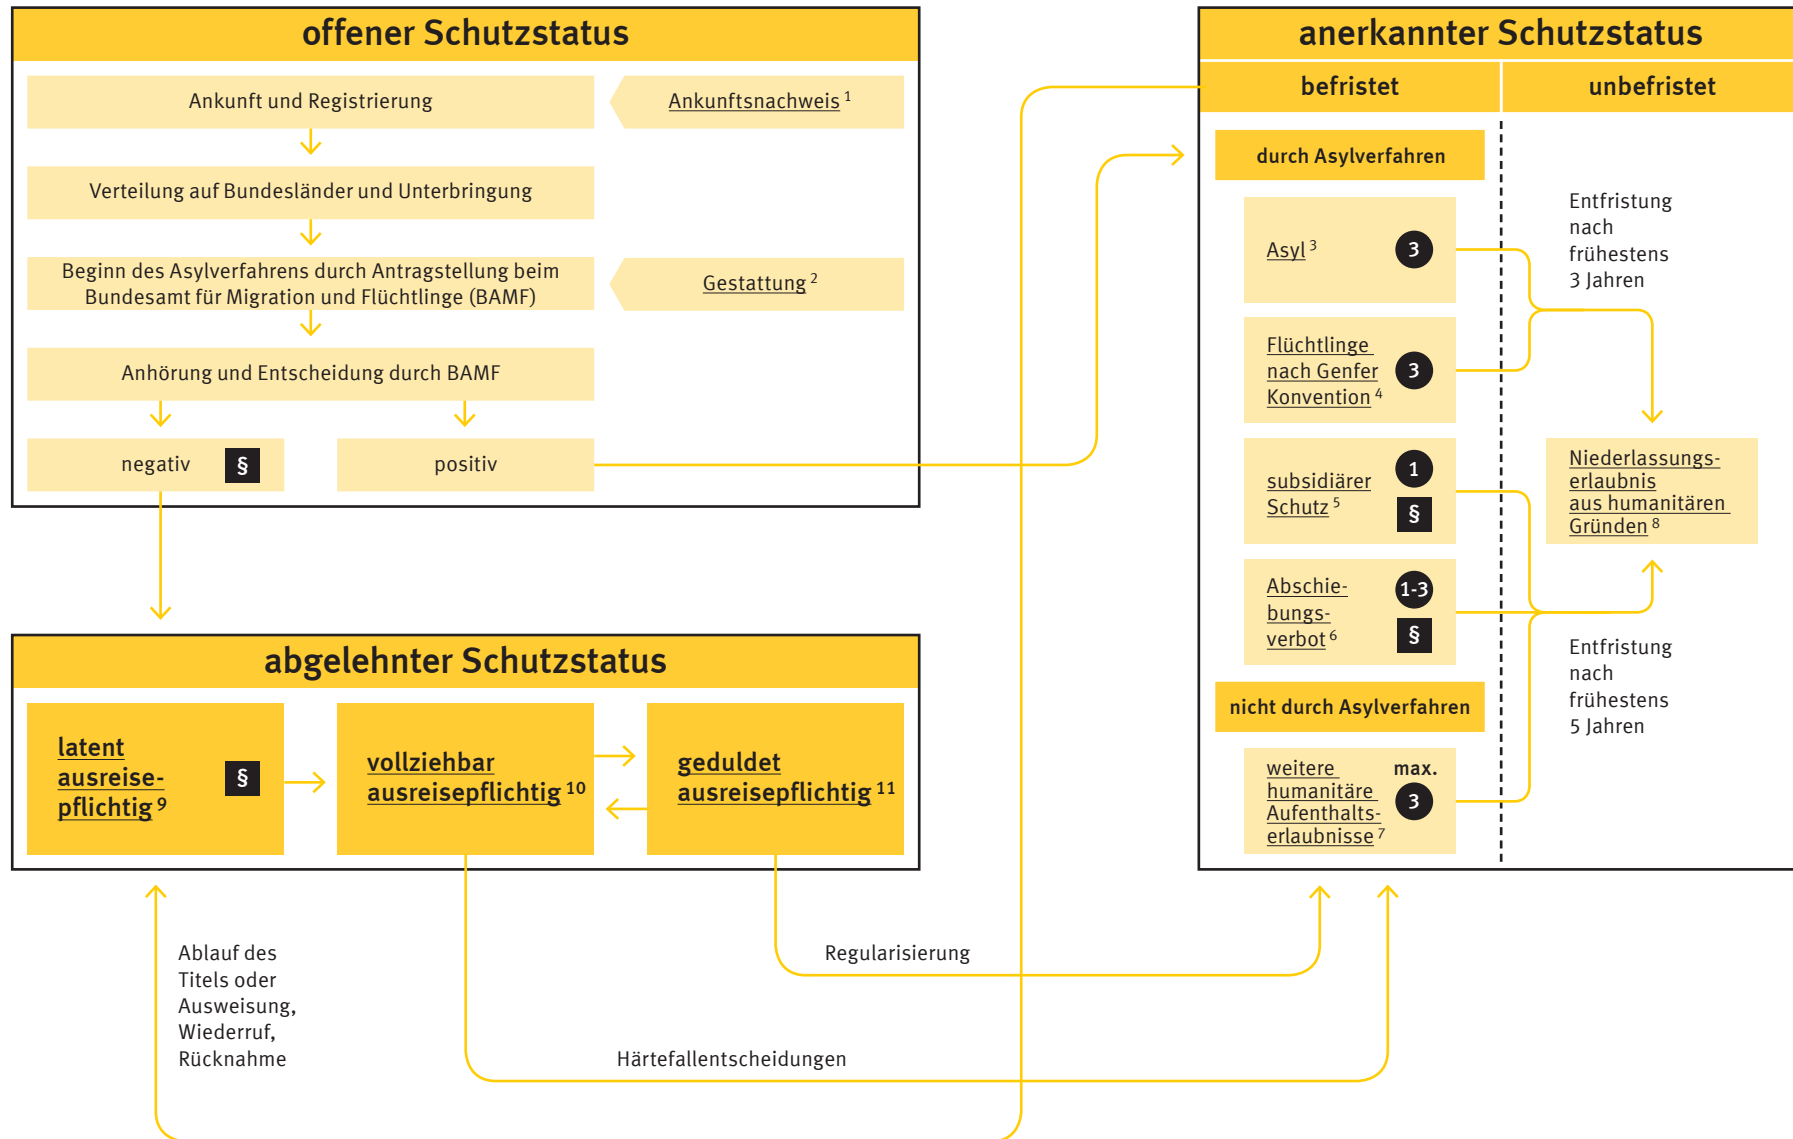 offener Schutzstatus
Ankunft und Registrierung
Ankunftsnachweis 1
Verteilung auf Bundesländer und Unterbringung
Beginn des Asylverfahrens durch Antragstellung beim
Bundesamt für Migration und Flüchtlinge (BAMF)
Gestattung 2
Anhörung und Entscheidung durch BAMF
negativ §
positiv
abgelehnter Schutzstatus
latent
ausreise-
pflichtig 9
§
vollziehbar
ausreisepflichtig 10
geduldet
ausreisepflichtig 11
Ablauf des
Titels oder
Ausweisung,
Wiederruf,
Rücknahme
Regularisierung
Härtefallentscheidungen
anerkannter Schutzstatus
befristet
unbefristet
durch Asylverfahren
Asyl 3
3
Flüchtlinge
nach Genfer
Konvention 4
3
subsidiärer
Schutz 5
1
§
Abschie-
bungs-
verbot 6
1-3
§
nicht durch Asylverfahren
weitere
humanitäre
Aufenthalts-
erlaubnisse 7
max.
3
Entfristung
nach
frühestens
3 Jahren
Niederlassungs-
erlaubnis
aus humanitären
Gründen 8
Entfristung
nach
frühestens
5 Jahren